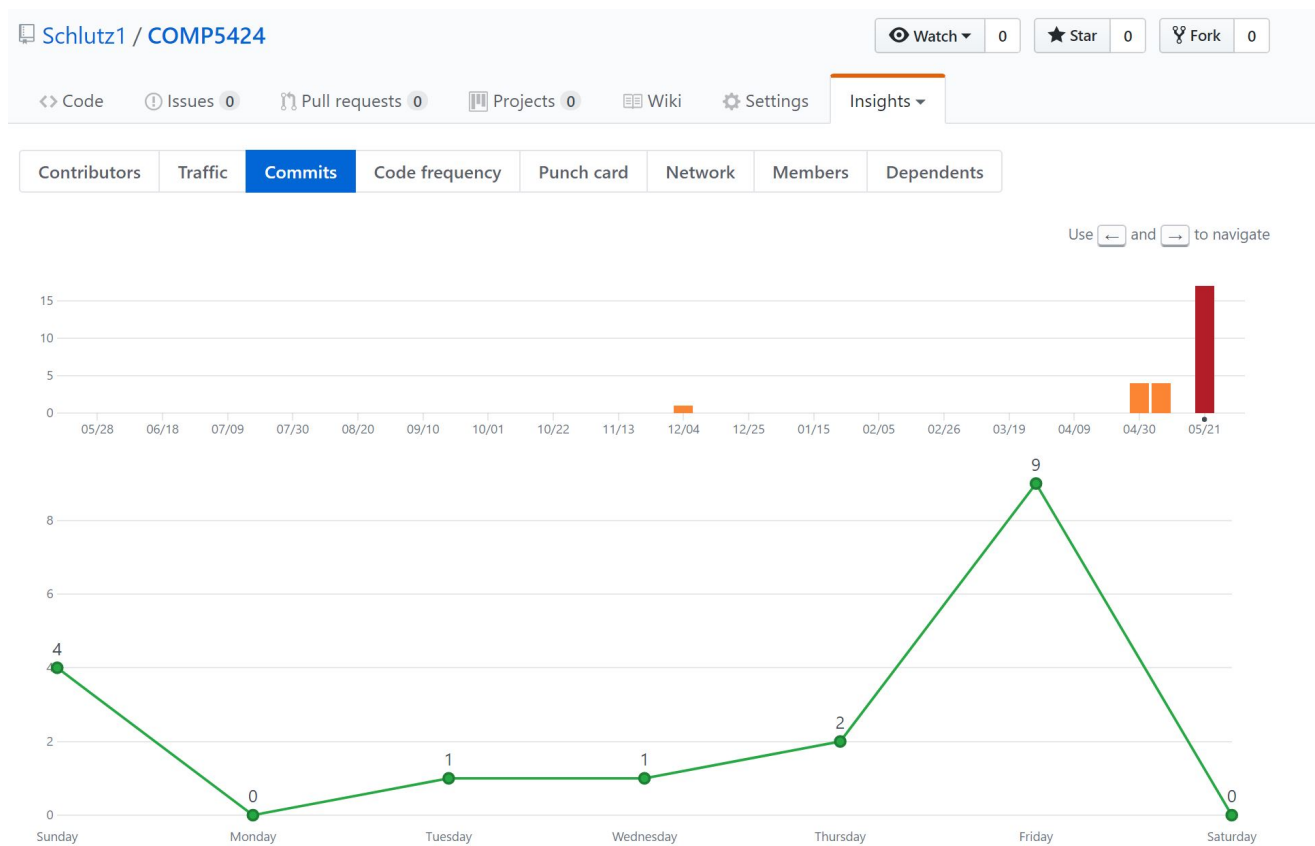 Schlutz1 / COMP5424 Watch 0 Star 0 Fork 0
<> Code Issues 0 Pull requests 0 Projects 0 Wiki Settings Insights
Contributors Traffic Commits Code frequency Punch card Network Members Dependents
Use ← and → to navigate
15
10
5
0
05/28 06/18 07/09 07/30 08/20 09/10 10/01 10/22 11/13 12/04 12/25 01/15 02/05 02/26 03/19 04/09 04/30 05/21
9
8
6
4
4
2
2
1 1
0 0
0
Sunday Monday Tuesday Wednesday Thursday Friday Saturday